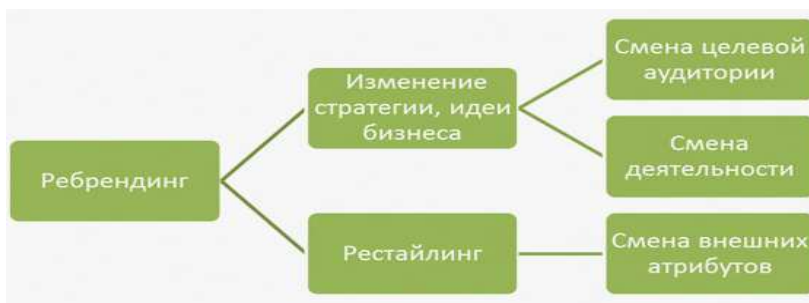 Ребрендинг
Изменение
стратегии, идеи
бизнеса
Рестайлинг
Смена целевой
аудитории
Смена
деятельности
Смена внешних
атрибутов